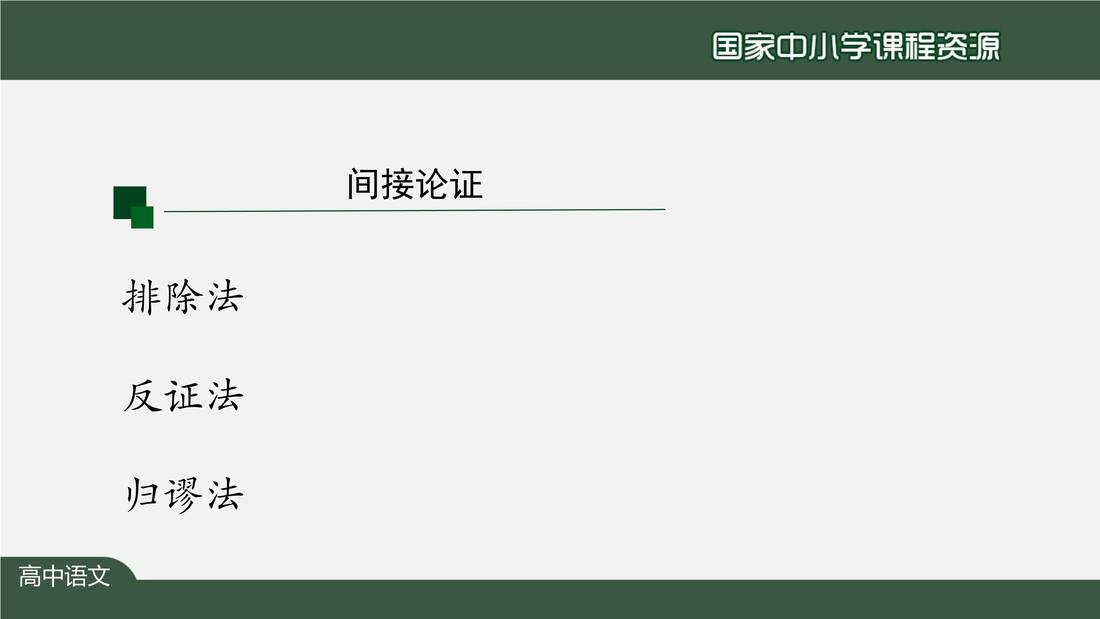 国家中小学课程资源
间接论证
排除法
反证法
归谬法
高中语文